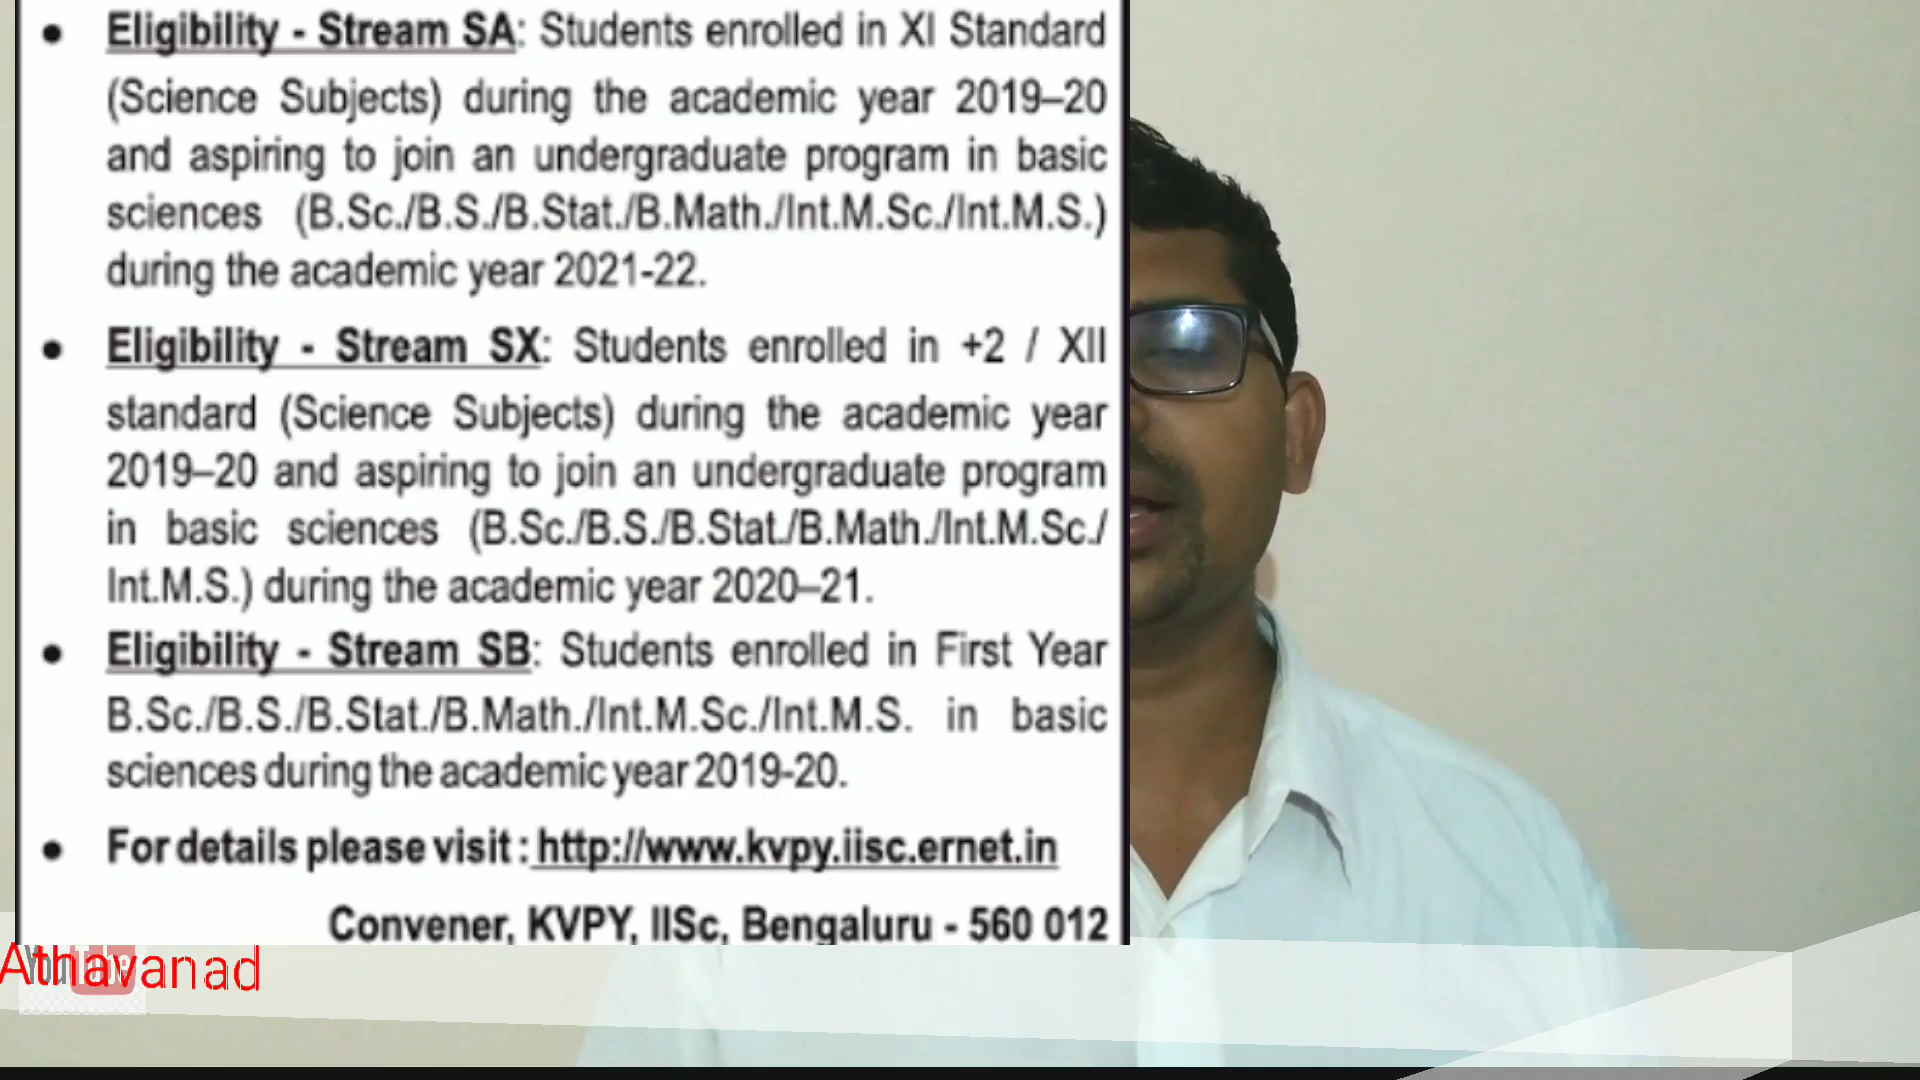 • Eligibility - Stream SA: Students enrolled in XI Standard
(Science Subjects) during the academic year 2019–20
and aspiring to join an undergraduate program in basic
sciences (B.Sc./B.S./B.Stat./B.Math./Int.M.Sc./Int.M.S.)
during the academic year 2021-22.
• Eligibility - Stream SX: Students enrolled in +2 / XII
standard (Science Subjects) during the academic year
2019–20 and aspiring to join an undergraduate program
in basic sciences (B.Sc./B.S./B.Stat./B.Math./Int.M.Sc./
Int.M.S.) during the academic year 2020–21.
• Eligibility - Stream SB: Students enrolled in First Year
B.Sc./B.S./B.Stat./B.Math./Int.M.Sc./Int.M.S. in basic
sciences during the academic year 2019-20.
• For details please visit : http://www.kvpy.iisc.ernet.in
Convener, KVPY, IISc, Bengaluru - 560 012
Athavanad
YouTube